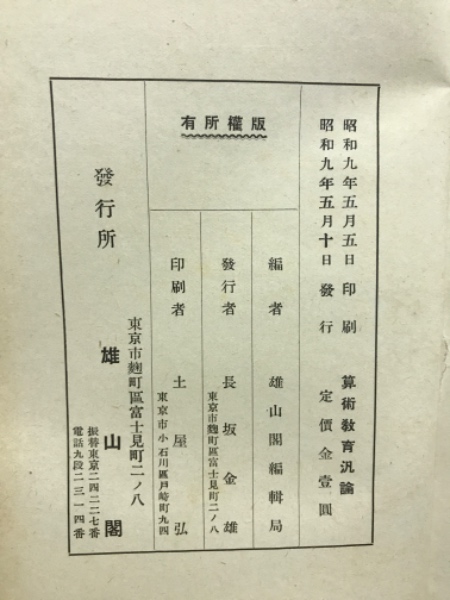 昭和九年五月五日印刷 算術敎育汎論
昭和九年五月十日發行 定價金壹圓
版權所有
編者 雄山閣編輯局
發行者 長坂金雄
東京市麴町區富士見町二ノ八
印刷者 土屋弘
東京市小石川區戶崎町九四
發行所
東京市麴町區富士見町二ノ八
雄山閣
振替東京二四二二七番
電話九段二三一四番